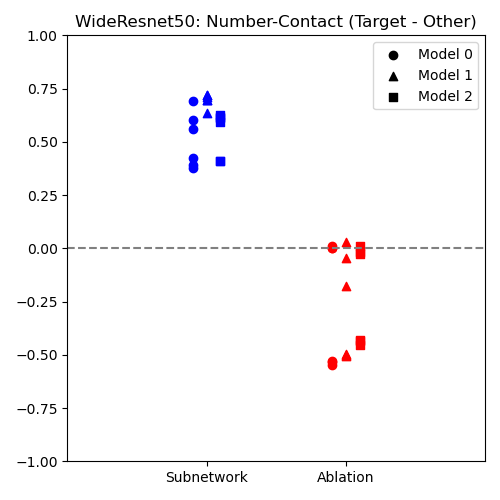 WideResnet50: Number-Contact (Target - Other)
1.00
0.75
0.50
0.25
0.00
−0.25
−0.50
−0.75
−1.00
Model 0
Model 1
Model 2
Subnetwork
Ablation